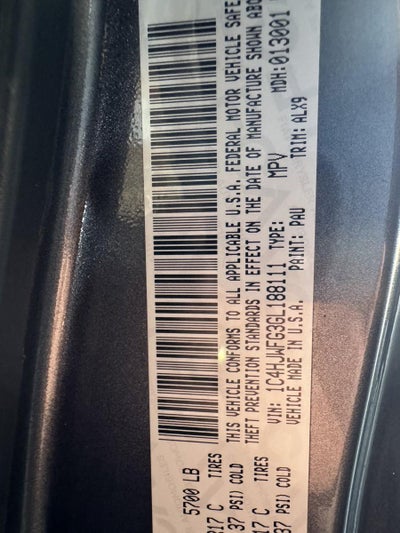 5700 LB
THIS VEHICLE CONFORMS TO ALL APPLICABLE U.S.A. FEDERAL MOTOR VEHICLE SAFE
THEFT PREVENTION STANDARDS IN EFFECT ON THE DATE OF MANUFACTURE SHOWN ABO
VIN: 1C4HJWFG3GL188111 TYPE: MPV MDH: 013001
VEHICLE MADE IN U.S.A. PAINT: PAU TRIM: ALX9
17 C TIRES
37 PSI) COLD
17 C TIRES
37 PSI) COLD